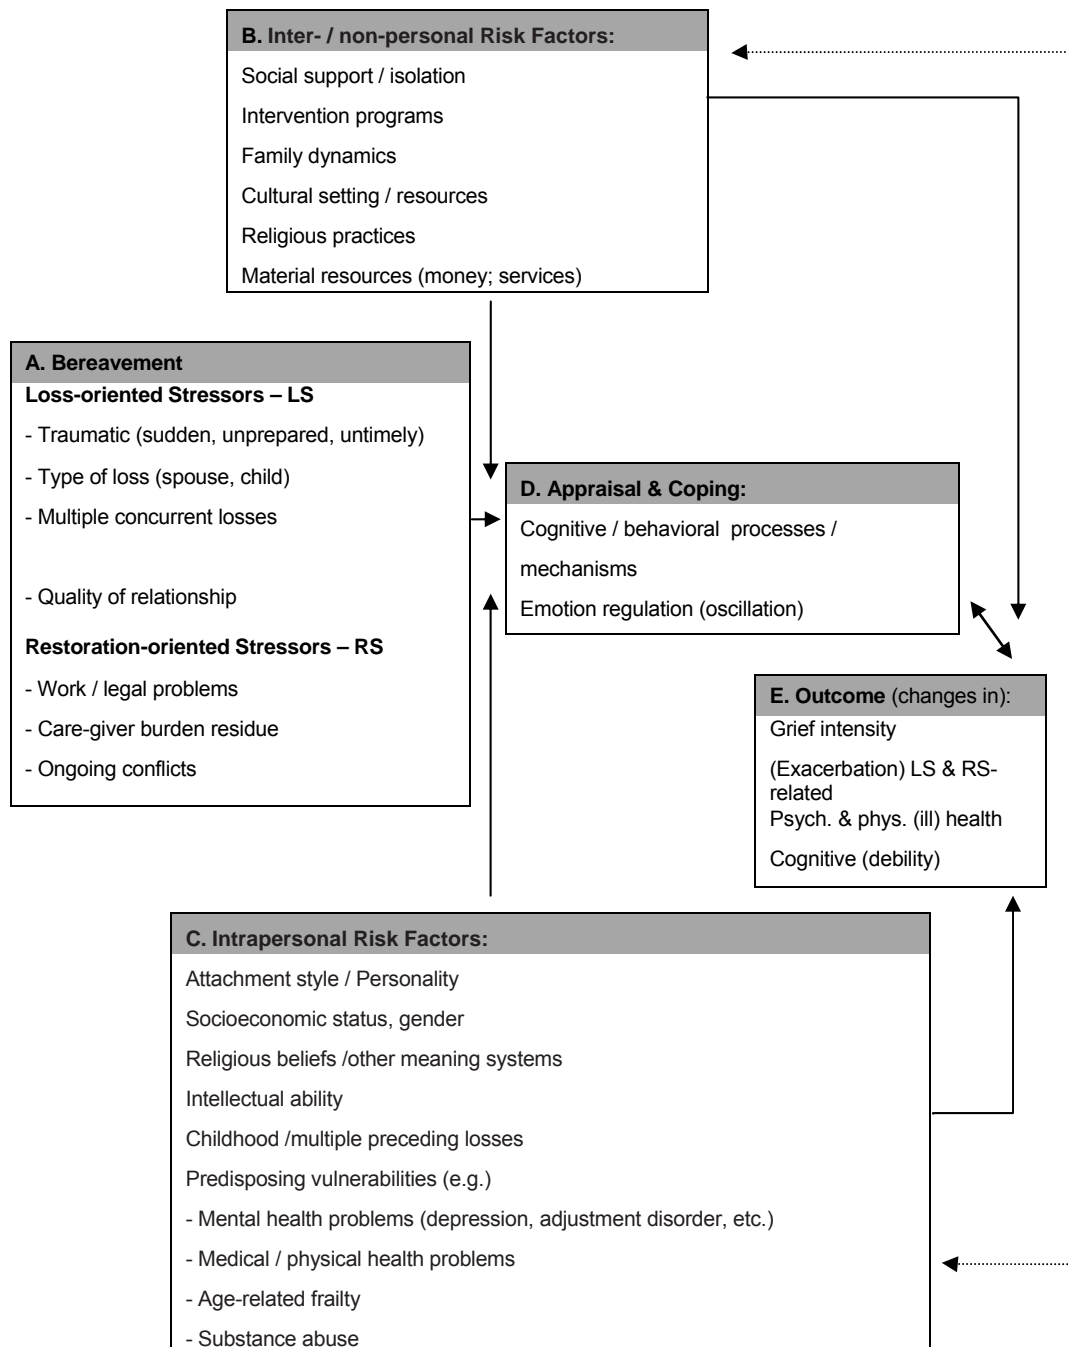 B. Inter- / non-personal Risk Factors:
Social support / isolation
Intervention programs
Family dynamics
Cultural setting / resources
Religious practices
Material resources (money; services)
A. Bereavement
Loss-oriented Stressors – LS
- Traumatic (sudden, unprepared, untimely)
- Type of loss (spouse, child)
- Multiple concurrent losses
- Quality of relationship
Restoration-oriented Stressors – RS
- Work / legal problems
- Care-giver burden residue
- Ongoing conflicts
D. Appraisal & Coping:
Cognitive / behavioral processes /
mechanisms
Emotion regulation (oscillation)
E. Outcome (changes in):
Grief intensity
(Exacerbation) LS & RS-
related
Psych. & phys. (ill) health
Cognitive (debility)
C. Intrapersonal Risk Factors:
Attachment style / Personality
Socioeconomic status, gender
Religious beliefs /other meaning systems
Intellectual ability
Childhood /multiple preceding losses
Predisposing vulnerabilities (e.g.)
- Mental health problems (depression, adjustment disorder, etc.)
- Medical / physical health problems
- Age-related frailty
- Substance abuse